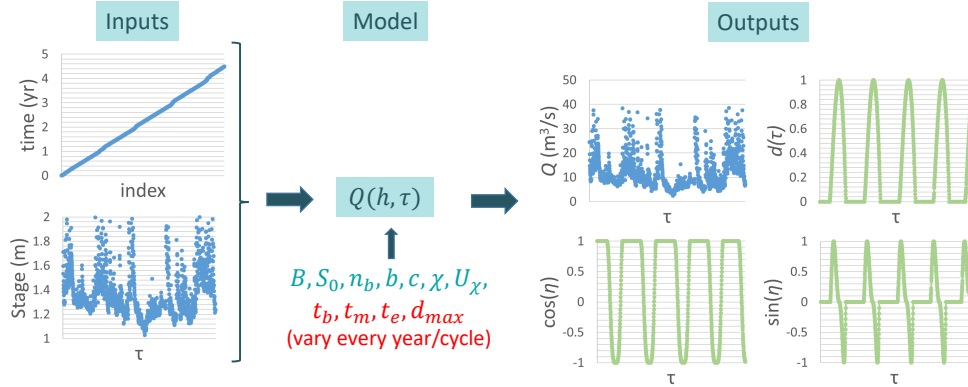 Inputs
Model
Outputs
time (yr)
5
4
3
2
1
0
index
Stage (m)
2
1.8
1.6
1.4
1.2
1
τ
Q(h, τ)
B, S₀, n_b, b, c, χ, U_χ,
t_b, t_m, t_e, d_max
(vary every year/cycle)
Q (m³/s)
50
40
30
20
10
0
τ
d(τ)
1
0.8
0.6
0.4
0.2
0
τ
cos(η)
1
0.5
0
-0.5
-1
τ
sin(η)
1
0.5
0
-0.5
-1
τ